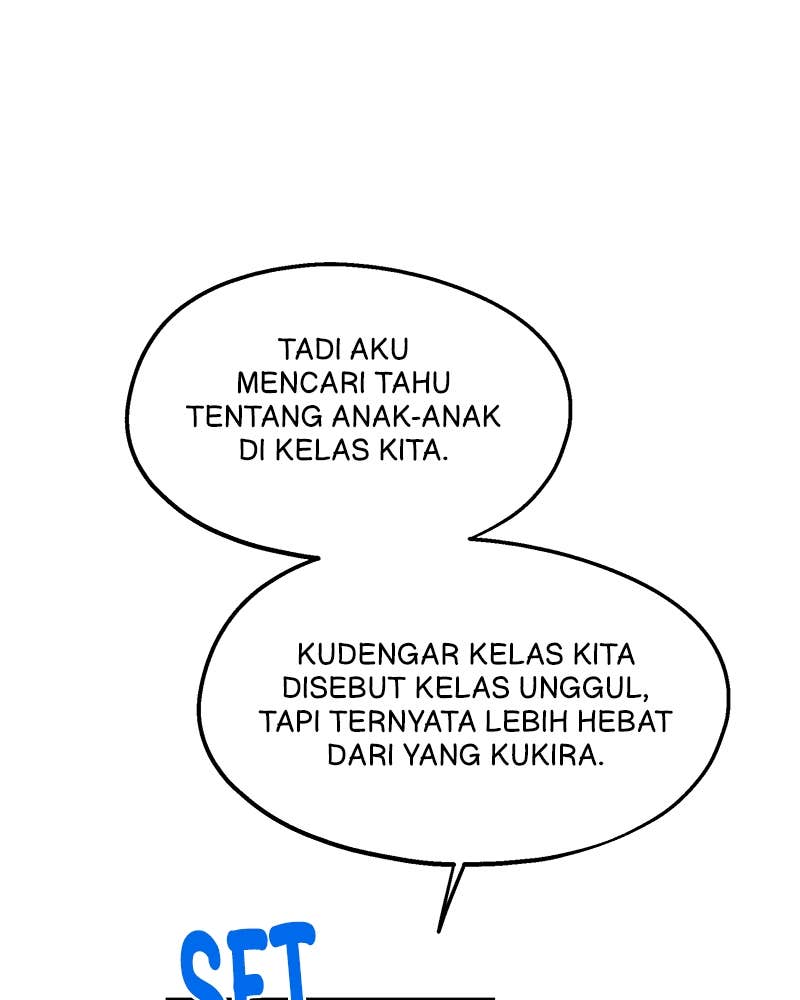 TADI AKU
MENCARI TAHU
TENTANG ANAK-ANAK
DI KELAS KITA.
KUDENGAR KELAS KITA
DISEBUT KELAS UNGGUL,
TAPI TERNYATA LEBIH HEBAT
DARI YANG KUKIRA.
SET